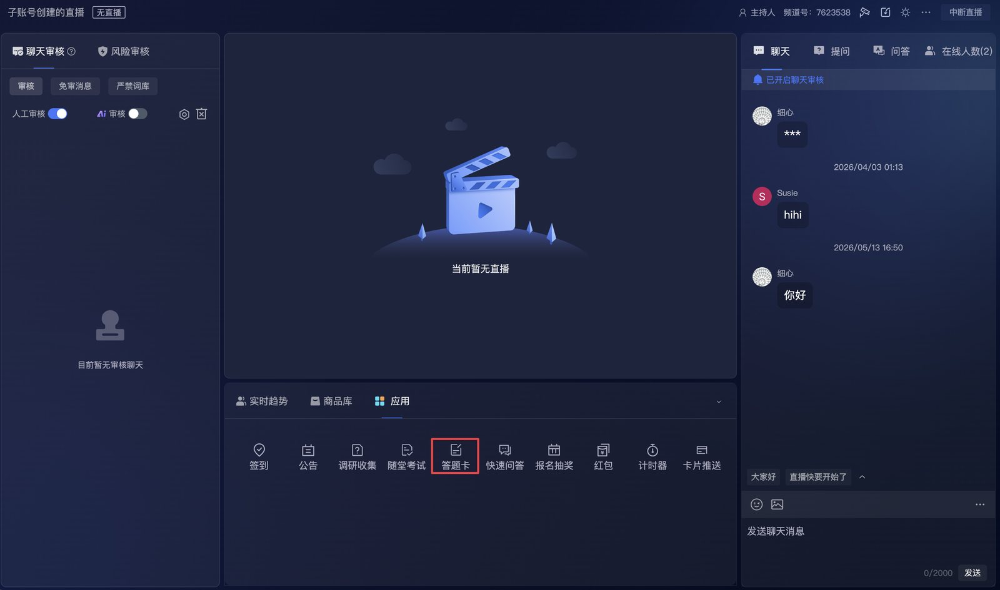 子账号创建的直播 无直播
主持人 频道号：7623538 中断直播
聊天审核 风险审核
审核 免审消息 严禁词库
人工审核 Ai 审核
目前暂无审核聊天
当前暂无直播
实时趋势 商品库 应用
签到 公告 调研收集 随堂考试 答题卡 快速问答 报名抽奖 红包 计时器 卡片推送
聊天 提问 问答 在线人数(2)
已开启聊天审核
细心
***
2026/04/03 01:13
S
Susie
hihi
2026/05/13 16:50
细心
你好
大家好 直播快要开始了
发送聊天消息
0/2000 发送